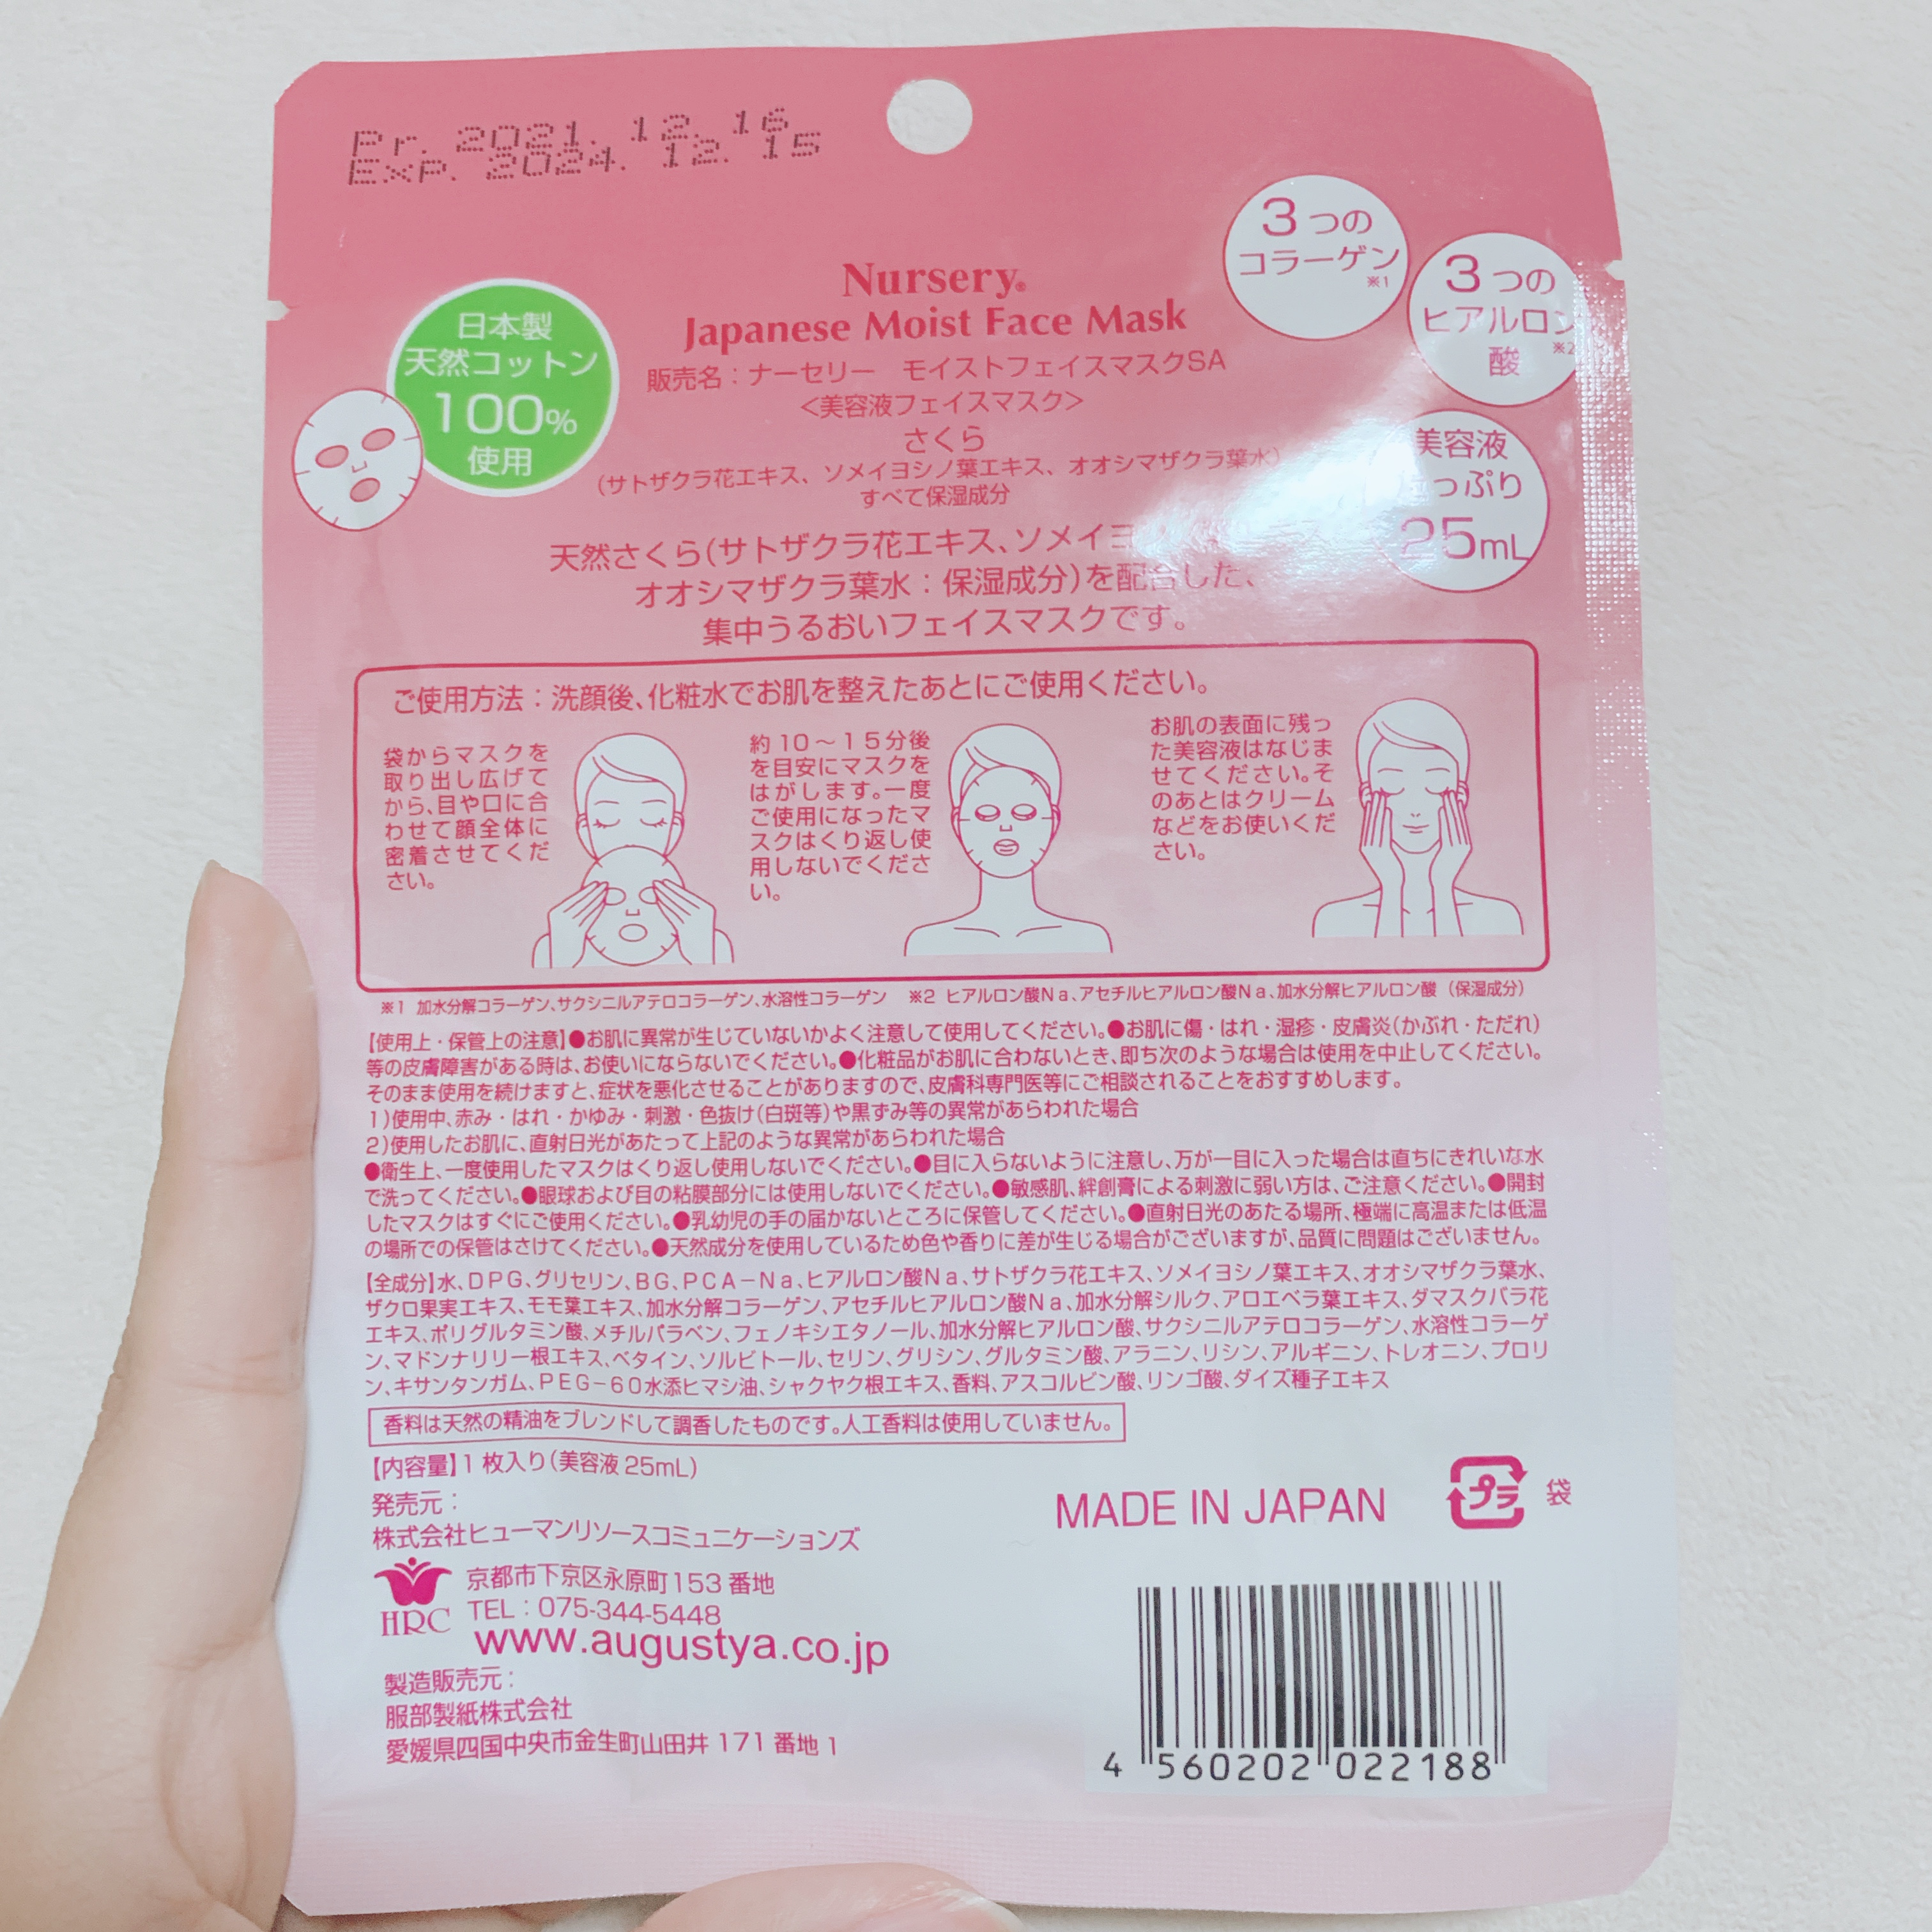 Pr. 2021. 12. 16
Exp. 2024. 12. 15
3つの
コラーゲン
※1
3つの
ヒアルロン
酸 ※2
日本製
天然コットン
100%
使用
Nursery®
Japanese Moist Face Mask
販売名：ナーセリー　モイストフェイスマスクSA
＜美容液フェイスマスク＞
さくら
（サトザクラ花エキス、ソメイヨシノ葉エキス、オオシマザクラ葉水）
すべて保湿成分
美容液
っぷり
25mL
天然さくら（サトザクラ花エキス、ソメイヨ
オオシマザクラ葉水：保湿成分）を配合した、
集中うるおいフェイスマスクです。
ご使用方法：洗顔後、化粧水でお肌を整えたあとにご使用ください。
袋からマスクを
取り出し広げて
から、目や口に合
わせて顔全体に
密着させてくだ
さい。
約10～15分後
を目安にマスクを
はがします。一度
ご使用になったマ
スクはくり返し使
用しないでくださ
い。
お肌の表面に残っ
た美容液はなじま
せてください。そ
のあとはクリーム
などをお使いくだ
さい。
※1 加水分解コラーゲン、サクシニルアテロコラーゲン、水溶性コラーゲン　※2 ヒアルロン酸Na、アセチルヒアルロン酸Na、加水分解ヒアルロン酸（保湿成分）
【使用上・保管上の注意】●お肌に異常が生じていないかよく注意して使用してください。●お肌に傷・はれ・湿疹・皮膚炎（かぶれ・ただれ）
等の皮膚障害がある時は、お使いにならないでください。●化粧品がお肌に合わないとき、即ち次のような場合は使用を中止してください。
そのまま使用を続けますと、症状を悪化させることがありますので、皮膚科専門医等にご相談されることをおすすめします。
1）使用中、赤み・はれ・かゆみ・刺激・色抜け（白斑等）や黒ずみ等の異常があらわれた場合
2）使用したお肌に、直射日光があたって上記のような異常があらわれた場合
●衛生上、一度使用したマスクはくり返し使用しないでください。●目に入らないように注意し、万が一目に入った場合は直ちにきれいな水
で洗ってください。●眼球および目の粘膜部分には使用しないでください。●敏感肌、絆創膏による刺激に弱い方は、ご注意ください。●開封
したマスクはすぐにご使用ください。●乳幼児の手の届かないところに保管してください。●直射日光のあたる場所、極端に高温または低温
の場所での保管はさけてください。●天然成分を使用しているため色や香りに差が生じる場合がございますが、品質に問題はございません。
【全成分】水、DPG、グリセリン、BG、PCA－Na、ヒアルロン酸Na、サトザクラ花エキス、ソメイヨシノ葉エキス、オオシマザクラ葉水、
ザクロ果実エキス、モモ葉エキス、加水分解コラーゲン、アセチルヒアルロン酸Na、加水分解シルク、アロエベラ葉エキス、ダマスクバラ花
エキス、ポリグルタミン酸、メチルパラベン、フェノキシエタノール、加水分解ヒアルロン酸、サクシニルアテロコラーゲン、水溶性コラーゲ
ン、マドンナリリー根エキス、ベタイン、ソルビトール、セリン、グリシン、グルタミン酸、アラニン、リシン、アルギニン、トレオニン、プロリ
ン、キサンタンガム、PEG－60水添ヒマシ油、シャクヤク根エキス、香料、アスコルビン酸、リンゴ酸、ダイズ種子エキス
香料は天然の精油をブレンドして調香したものです。人工香料は使用していません。
【内容量】1枚入り（美容液25mL）
発売元：
株式会社ヒューマンリソースコミュニケーションズ
HRC
京都市下京区永原町153番地
TEL：075-344-5448
www.augustya.co.jp
製造販売元：
服部製紙株式会社
愛媛県四国中央市金生町山田井171番地1
MADE IN JAPAN
プラ 袋
4 560202 022188